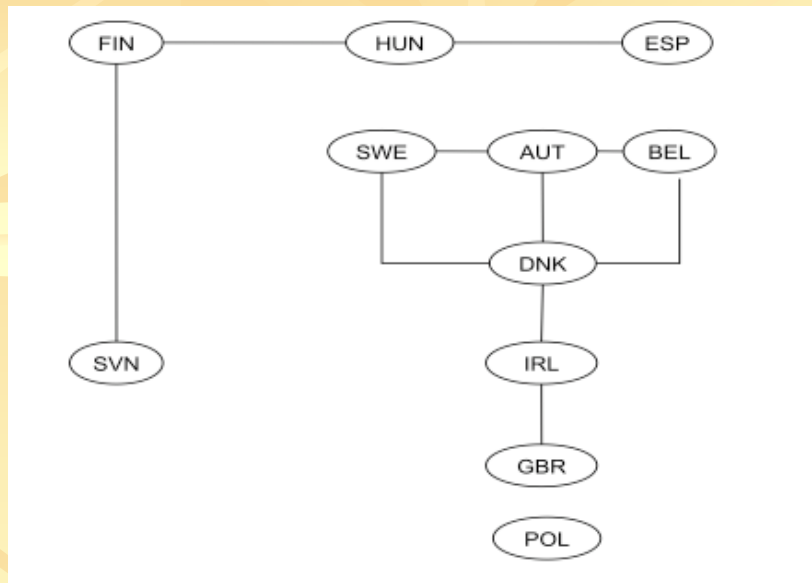 FIN HUN ESP
SWE AUT BEL
DNK
SVN IRL
GBR
POL